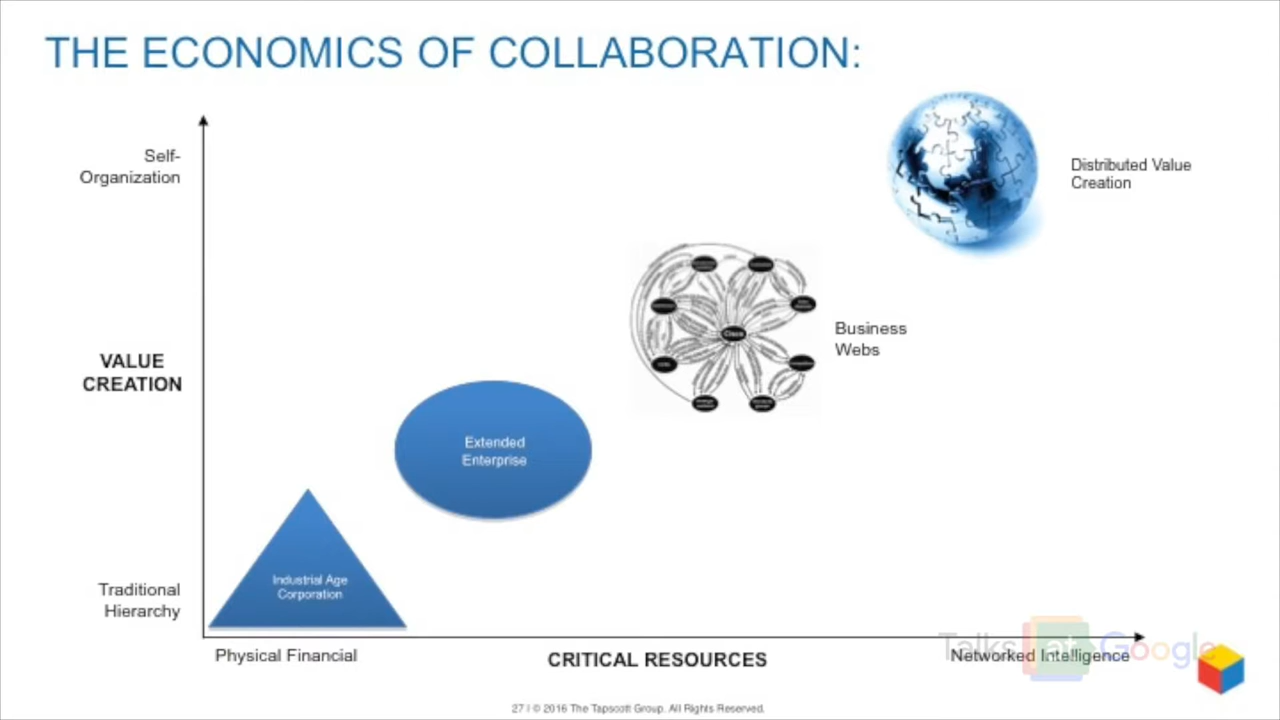 THE ECONOMICS OF COLLABORATION:
Self-
Organization
Distributed Value
Creation
Cisco
Business
Webs
VALUE
CREATION
Extended
Enterprise
Industrial Age
Corporation
Traditional
Hierarchy
Physical Financial
CRITICAL RESOURCES
Networked Intelligence
Talks at Google
27 | © 2016 The Tapscott Group. All Rights Reserved.